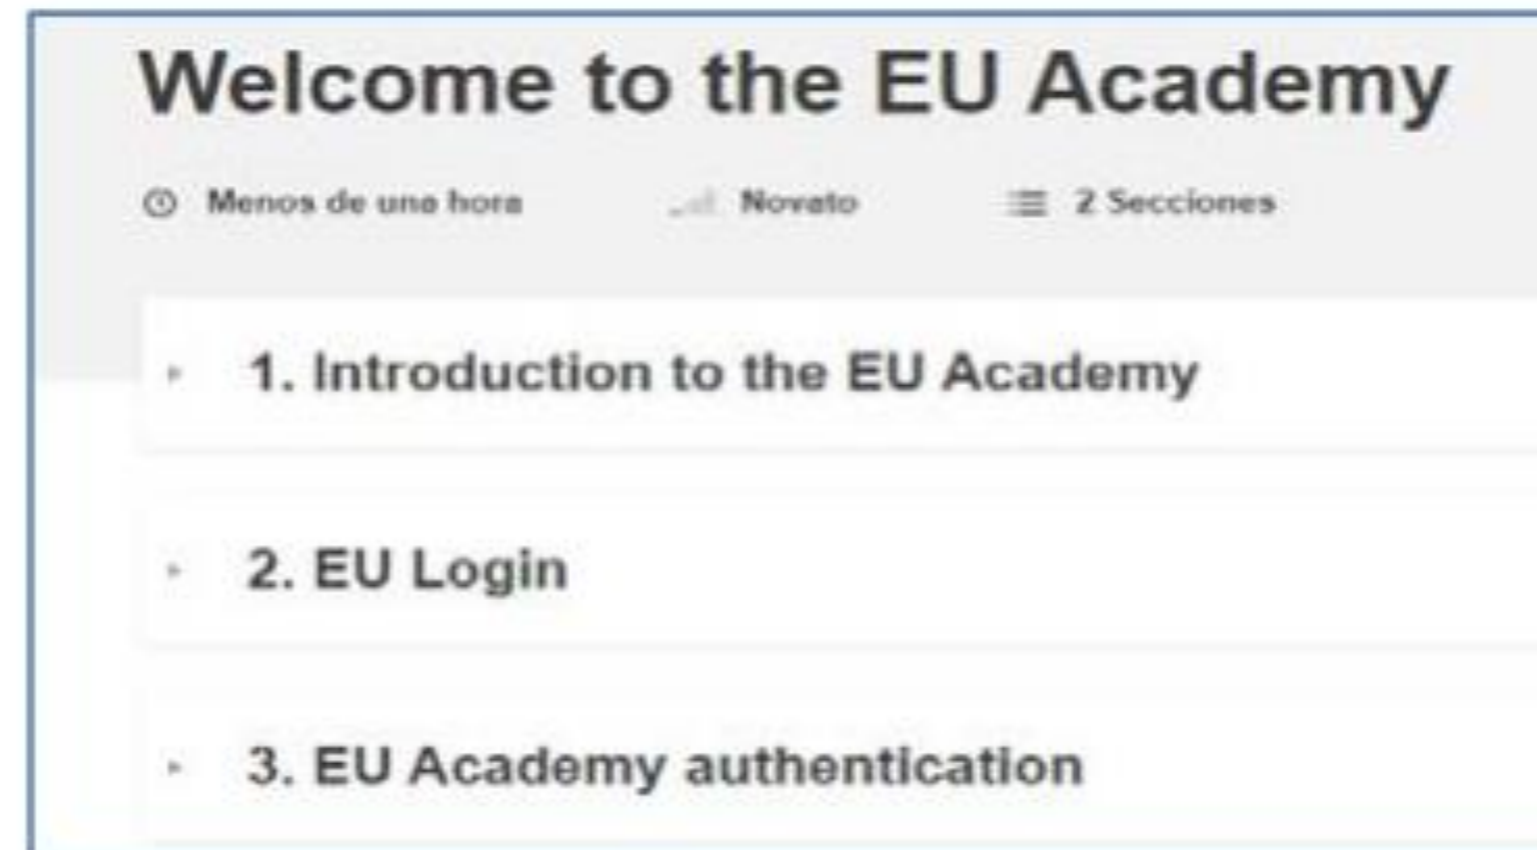 Welcome to the EU Academy
Menos de una hora Novato 2 Secciones
1. Introduction to the EU Academy
2. EU Login
3. EU Academy authentication